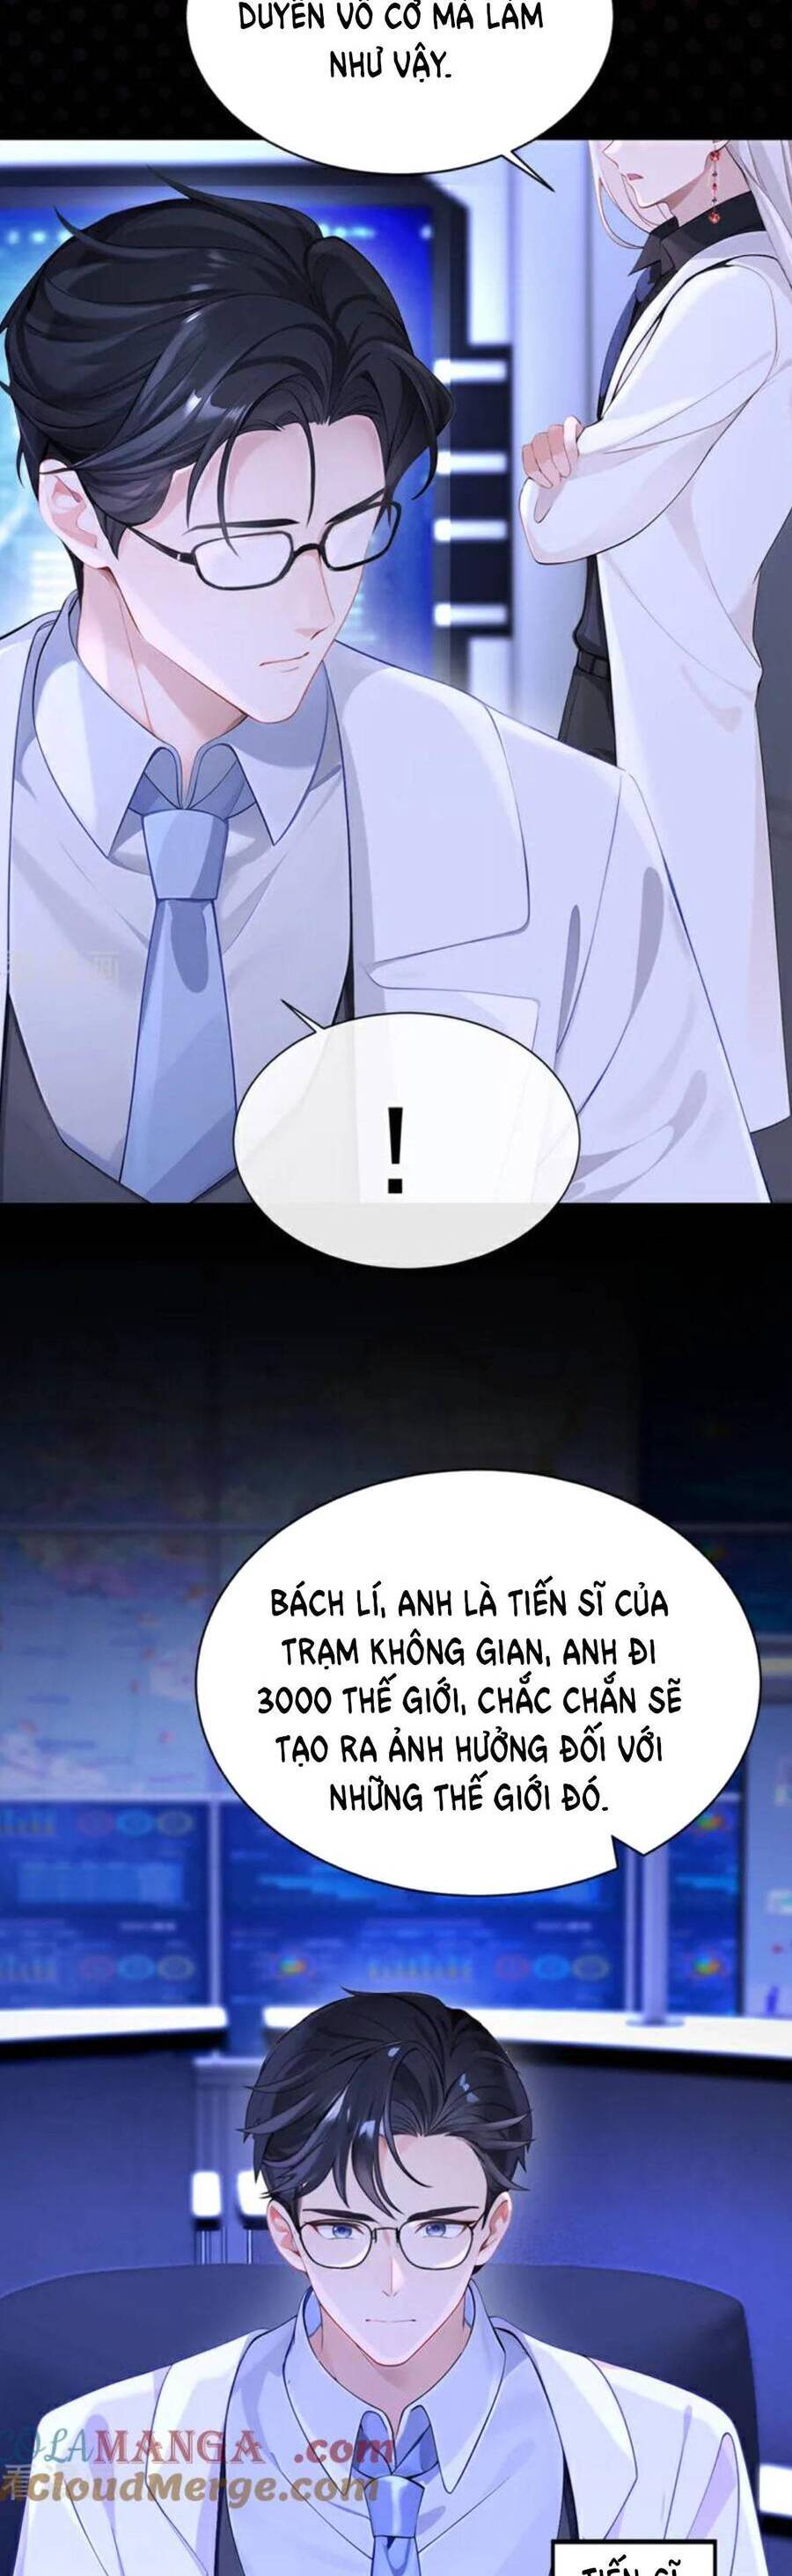 DUYÊN VÔ CỚ MÀ LÀM
NHƯ VẬY.
!
BÁCH LÍ, ANH LÀ TIẾN SĨ CỦA
TRẠM KHÔNG GIAN, ANH ĐI
3000 THẾ GIỚI, CHẮC CHẮN SẼ
TẠO RA ẢNH HƯỞNG ĐỐI VỚI
NHỮNG THẾ GIỚI ĐÓ.
COLAMANGA.com
看
CloudMerge.com
TIẾN SĨ